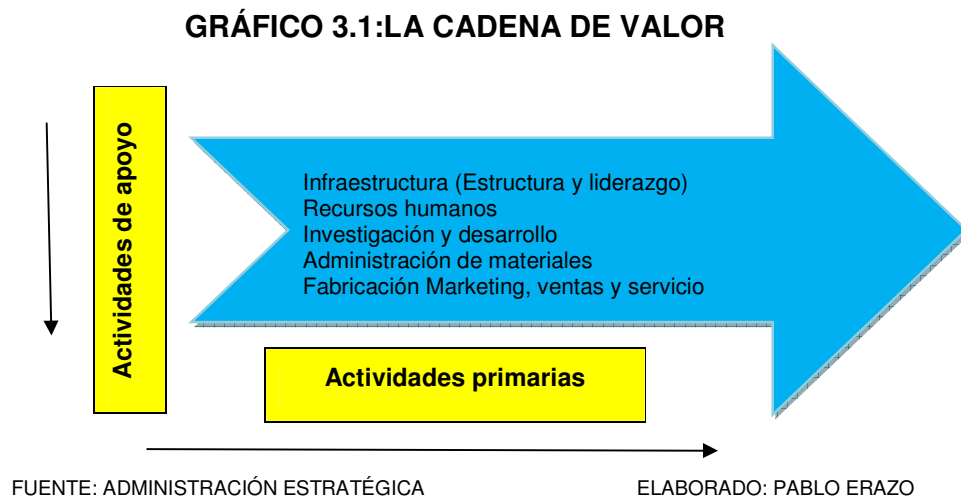 GRÁFICO 3.1:LA CADENA DE VALOR
Actividades de apoyo
Infraestructura (Estructura y liderazgo)
Recursos humanos
Investigación y desarrollo
Administración de materiales
Fabricación Marketing, ventas y servicio
Actividades primarias
FUENTE: ADMINISTRACIÓN ESTRATÉGICA ELABORADO: PABLO ERAZO